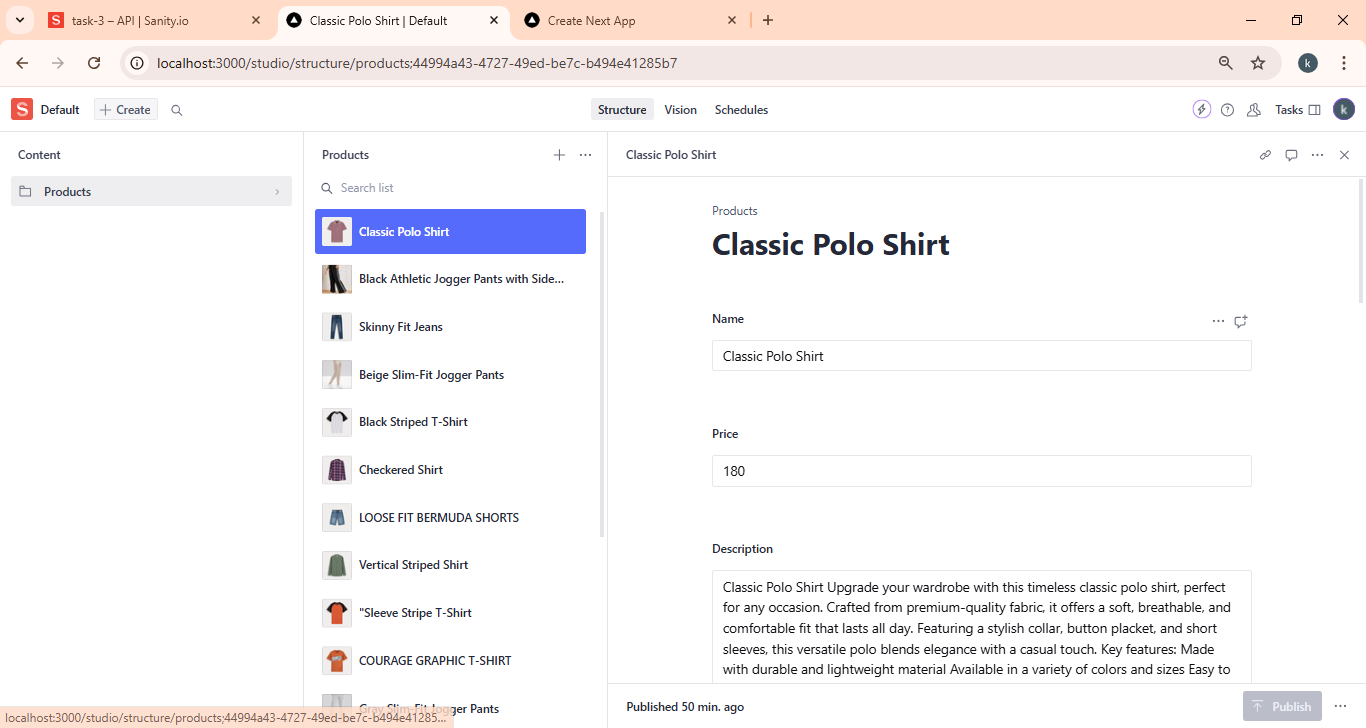 task-3 – API | Sanity.io
Classic Polo Shirt | Default
Create Next App
localhost:3000/studio/structure/products;44994a43-4727-49ed-be7c-b494e41285b7
k
S
Default
Create
Structure
Vision
Schedules
Tasks
k
Content
Products
Products
Search list
Classic Polo Shirt
Black Athletic Jogger Pants with Side...
Skinny Fit Jeans
Beige Slim-Fit Jogger Pants
Black Striped T-Shirt
Checkered Shirt
LOOSE FIT BERMUDA SHORTS
Vertical Striped Shirt
"Sleeve Stripe T-Shirt
COURAGE GRAPHIC T-SHIRT
Gray Slim-Fit Jogger Pants
Classic Polo Shirt
Products
Classic Polo Shirt
Name
Classic Polo Shirt
Price
180
Description
Classic Polo Shirt Upgrade your wardrobe with this timeless classic polo shirt, perfect
for any occasion. Crafted from premium-quality fabric, it offers a soft, breathable, and
comfortable fit that lasts all day. Featuring a stylish collar, button placket, and short
sleeves, this versatile polo blends elegance with a casual touch. Key features: Made
with durable and lightweight material Available in a variety of colors and sizes Easy to
Published 50 min. ago
Publish
localhost:3000/studio/structure/products;44994a43-4727-49ed-be7c-b494e41285...